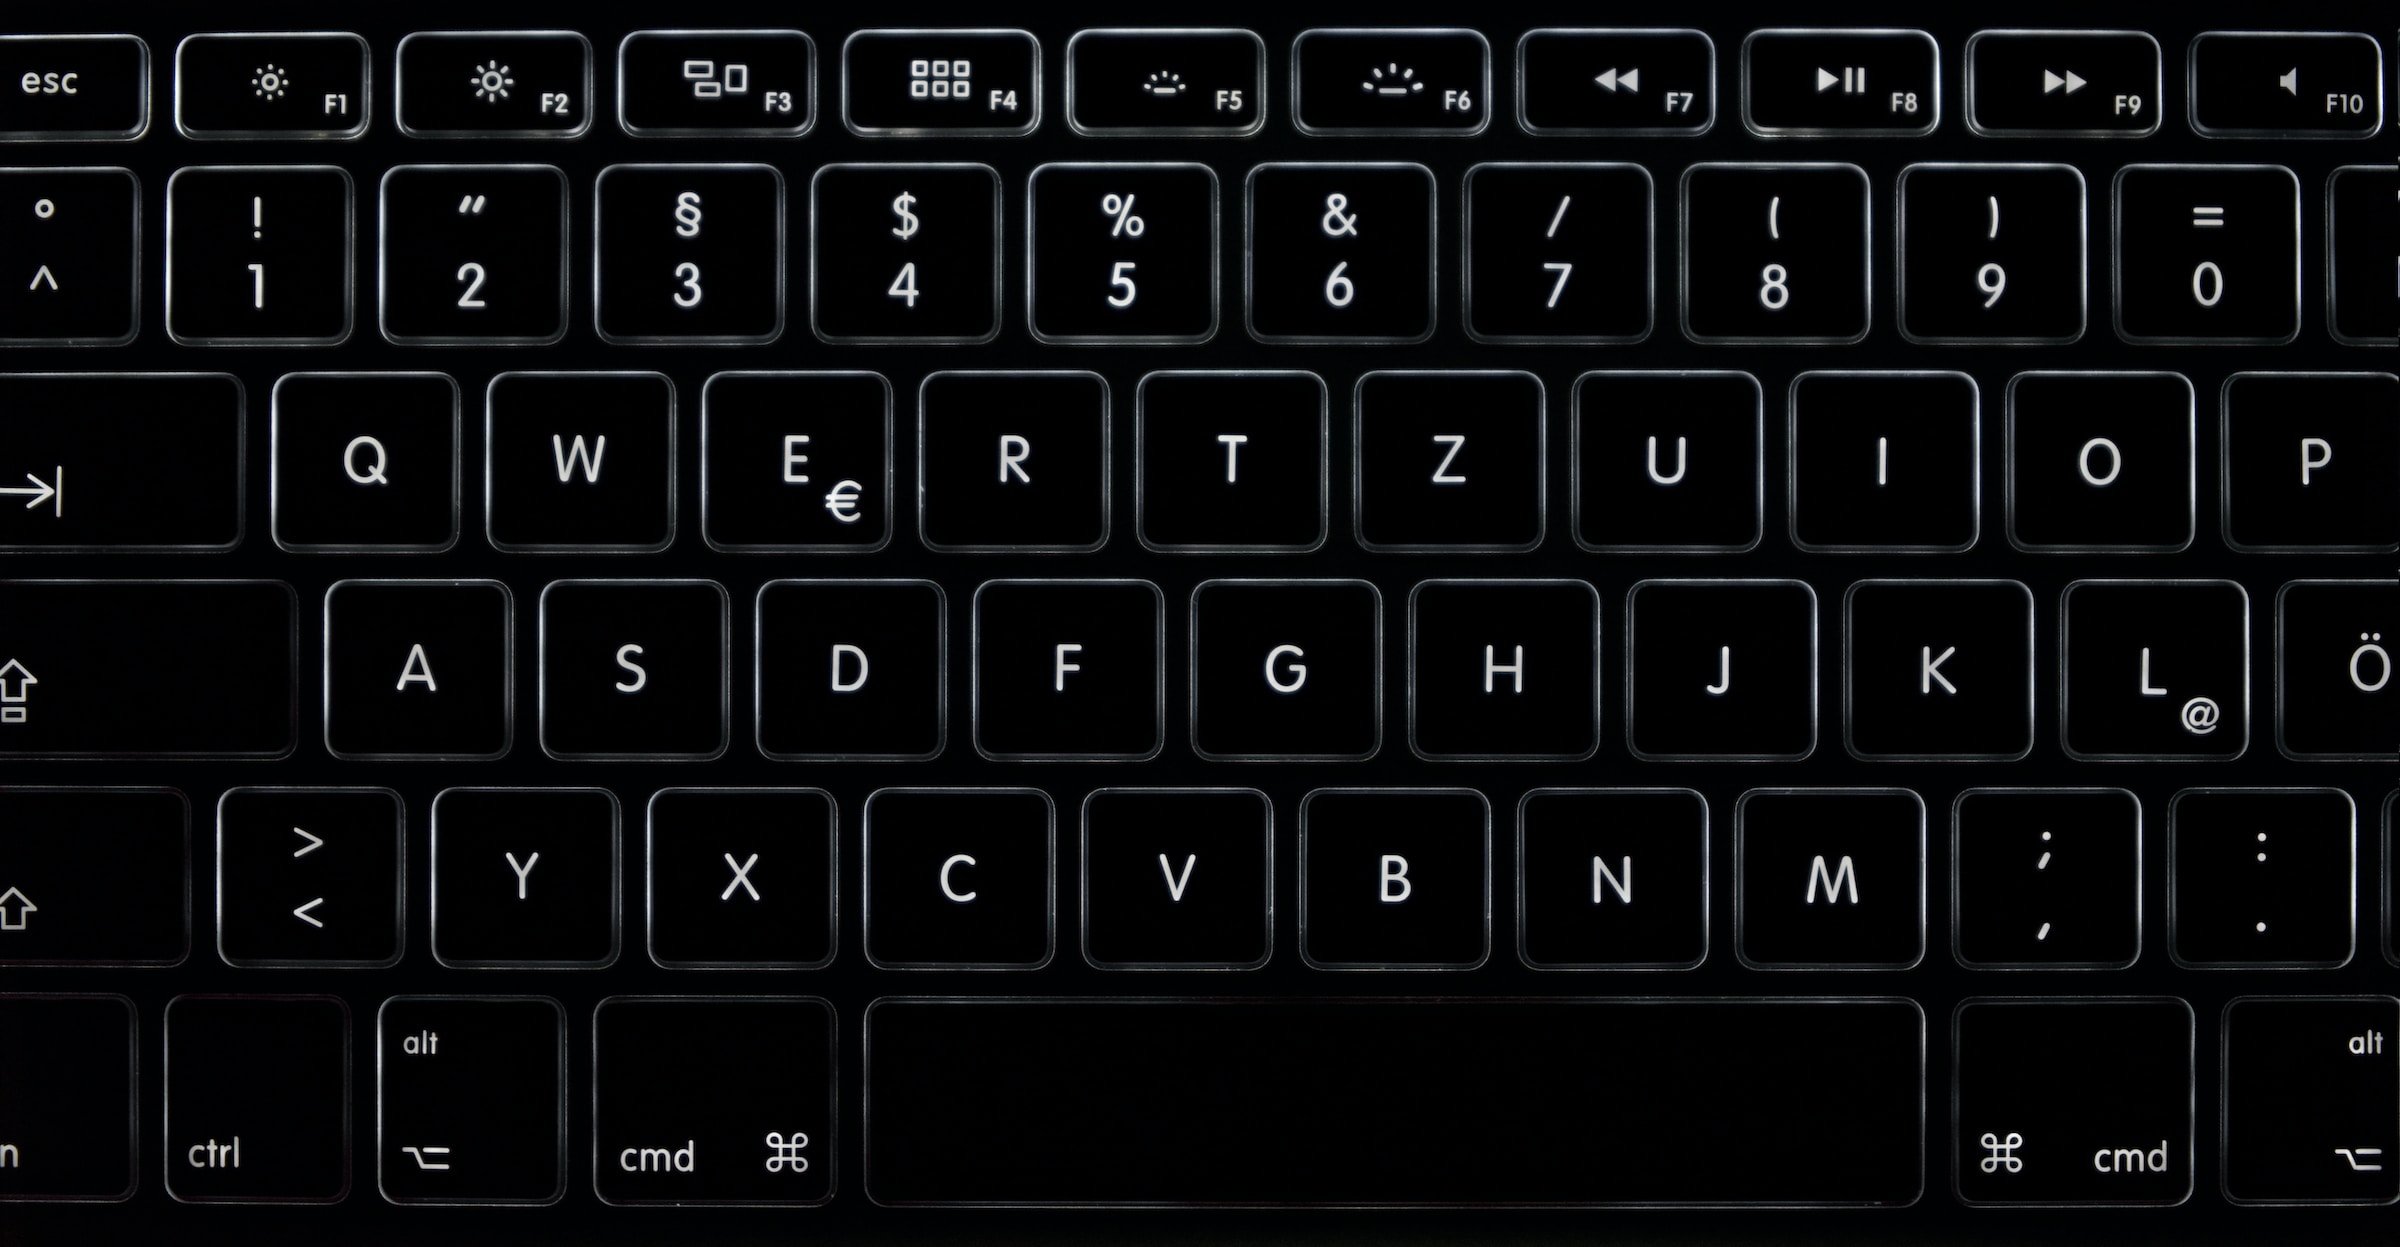 esc F1 F2 F3 F4 F5 F6 F7 F8 F9 F10
° ! “ § $ % & / ( ) =
^ 1 2 3 4 5 6 7 8 9 0
Q W E € R T Z U I O P
A S D F G H J K L @ Ö
> ; :
< Y X C V B N M , .
alt alt
n ctrl ⌥ cmd ⌘ ⌘ cmd ⌥